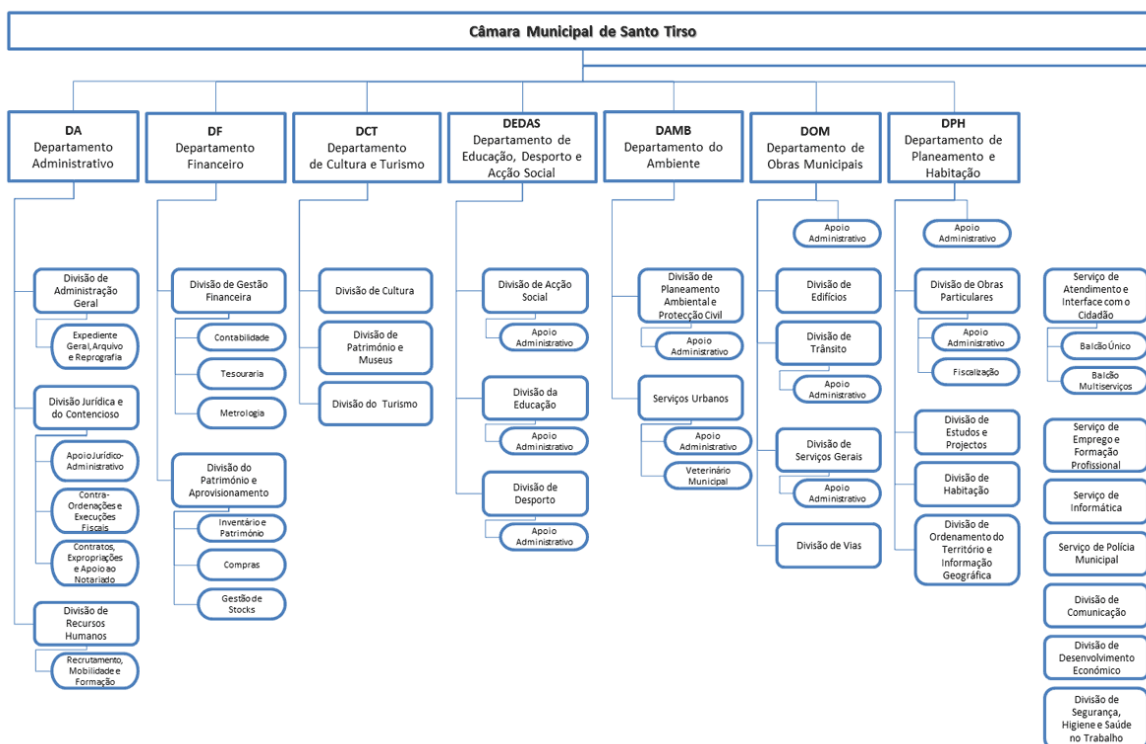 Câmara Municipal de Santo Tirso
DA
Departamento
Administrativo
DF
Departamento
Financeiro
DCT
Departamento
de Cultura e Turismo
DEDAS
Departamento de
Educação, Desporto e
Acção Social
DAMB
Departamento do
Ambiente
DOM
Departamento de
Obras Municipais
DPH
Departamento de
Planeamento e
Habitação
Divisão de
Administração
Geral
Expediente
Geral, Arquivo
e Reprografia
Divisão Jurídica e
do Contencioso
Apoio Jurídico-
Administrativo
Contra-
Ordenações e
Execuções
Fiscais
Contratos,
Expropriações
e Apoio ao
Notariado
Divisão de
Recursos
Humanos
Recrutamento,
Mobilidade e
Formação
Divisão de Gestão
Financeira
Contabilidade
Tesouraria
Metrologia
Divisão do
Património e
Aprovisionamento
Inventário e
Património
Compras
Gestão de
Stocks
Divisão de Cultura
Divisão de
Património e
Museus
Divisão do Turismo
Divisão de Acção
Social
Apoio
Administrativo
Divisão da
Educação
Apoio
Administrativo
Divisão de
Desporto
Apoio
Administrativo
Divisão de
Planeamento
Ambiental e
Protecção Civil
Apoio
Administrativo
Serviços Urbanos
Apoio
Administrativo
Veterinário
Municipal
Apoio
Administrativo
Divisão de
Edifícios
Divisão de
Trânsito
Apoio
Administrativo
Divisão de
Serviços Gerais
Apoio
Administrativo
Divisão de Vias
Apoio
Administrativo
Divisão de Obras
Particulares
Apoio
Administrativo
Fiscalização
Divisão de
Estudos e
Projectos
Divisão de
Habitação
Divisão de
Ordenamento do
Território e
Informação
Geográfica
Serviço de
Atendimento e
Interface com o
Cidadão
Balcão Único
Balcão
Multiserviços
Serviço de
Emprego e
Formação
Profissional
Serviço de
Informática
Serviço de Polícia
Municipal
Divisão de
Comunicação
Divisão de
Desenvolvimento
Económico
Divisão de
Segurança,
Higiene e Saúde
no Trabalho